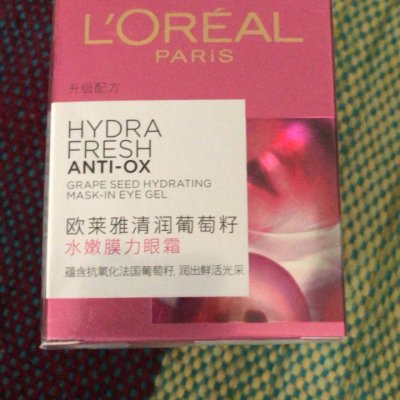 L'ORÉAL
PARIS
升级配方
HYDRA
FRESH
ANTI-OX
GRAPE SEED HYDRATING
MASK-IN EYE GEL
欧莱雅清润葡萄籽
水嫩膜力眼霜
蕴含抗氧化法国葡萄籽, 润出鲜活光采